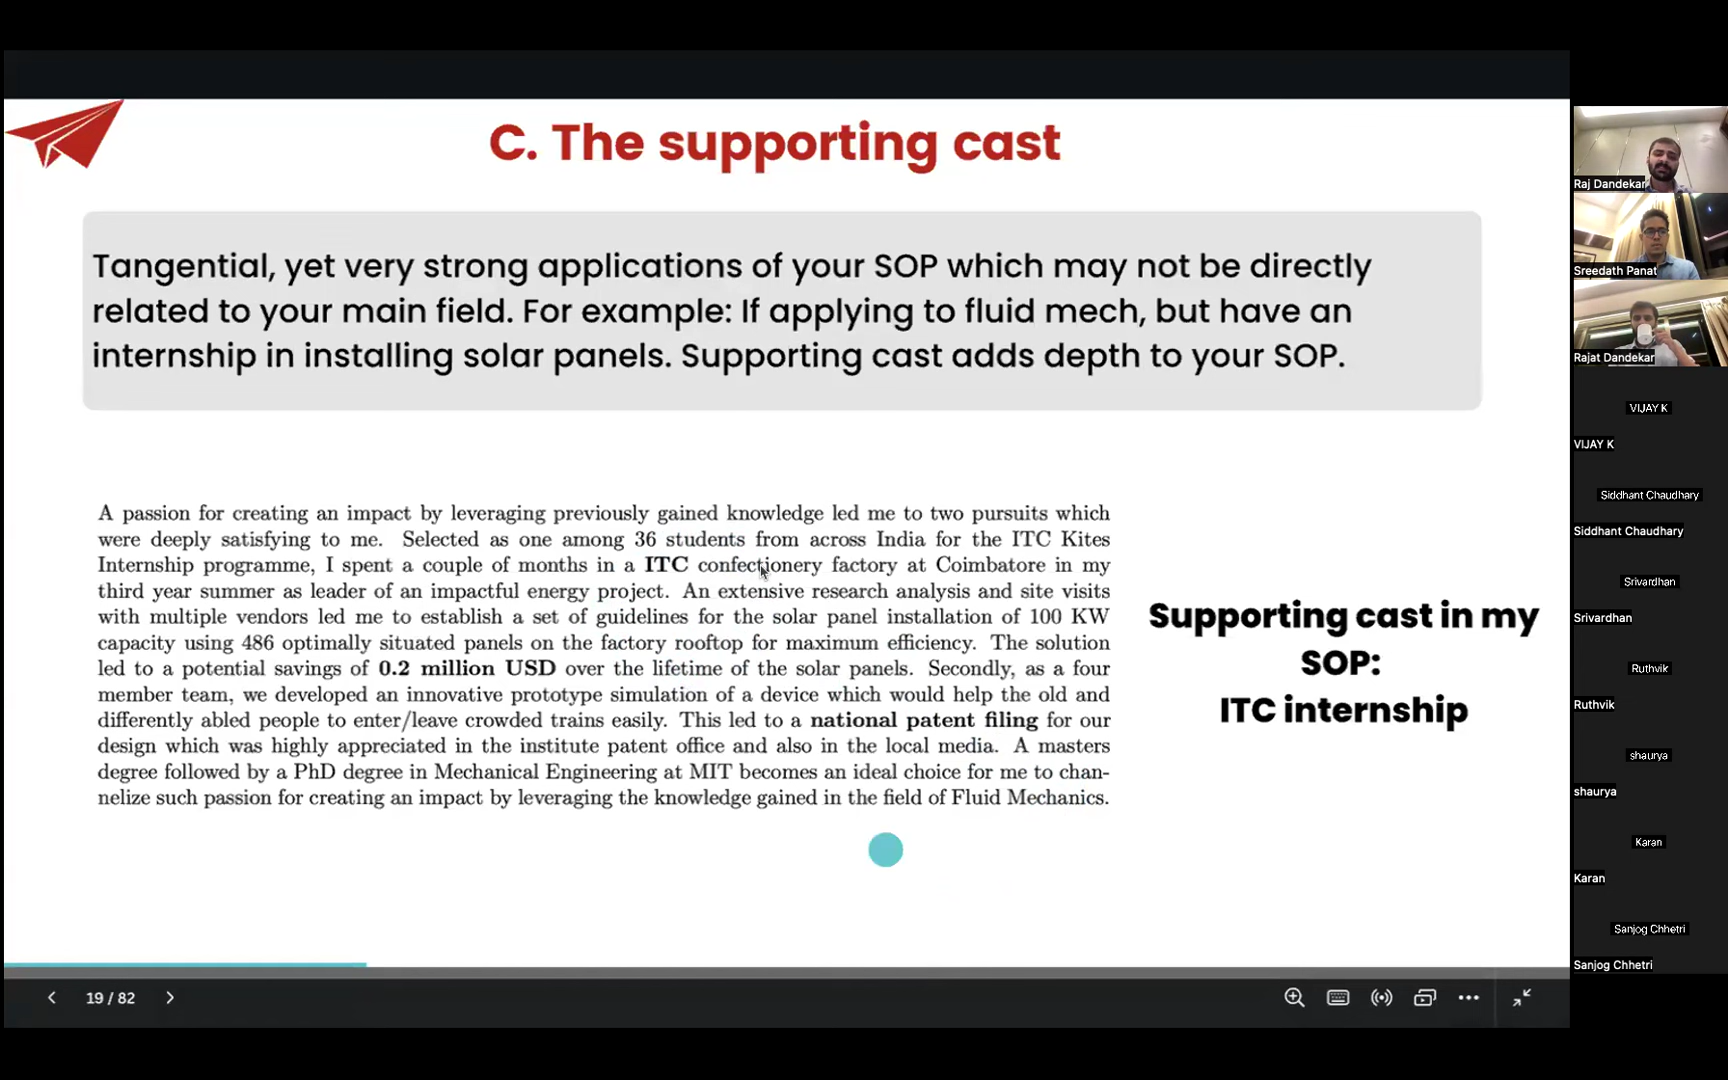 C. The supporting cast
Tangential, yet very strong applications of your SOP which may not be directly
related to your main field. For example: If applying to fluid mech, but have an
internship in installing solar panels. Supporting cast adds depth to your SOP.
A passion for creating an impact by leveraging previously gained knowledge led me to two pursuits which
were deeply satisfying to me. Selected as one among 36 students from across India for the ITC Kites
Internship programme, I spent a couple of months in a ITC confectionery factory at Coimbatore in my
third year summer as leader of an impactful energy project. An extensive research analysis and site visits
with multiple vendors led me to establish a set of guidelines for the solar panel installation of 100 KW
capacity using 486 optimally situated panels on the factory rooftop for maximum efficiency. The solution
led to a potential savings of 0.2 million USD over the lifetime of the solar panels. Secondly, as a four
member team, we developed an innovative prototype simulation of a device which would help the old and
differently abled people to enter/leave crowded trains easily. This led to a national patent filing for our
design which was highly appreciated in the institute patent office and also in the local media. A masters
degree followed by a PhD degree in Mechanical Engineering at MIT becomes an ideal choice for me to chan-
nelize such passion for creating an impact by leveraging the knowledge gained in the field of Fluid Mechanics.
Supporting cast in my
SOP:
ITC internship
19 / 82
Raj Dandekar
Sreedath Panat
Rajat Dandekar
VIJAY K
VIJAY K
Siddhant Chaudhary
Siddhant Chaudhary
Srivardhan
Srivardhan
Ruthvik
Ruthvik
shaurya
shaurya
Karan
Karan
Sanjog Chhetri
Sanjog Chhetri